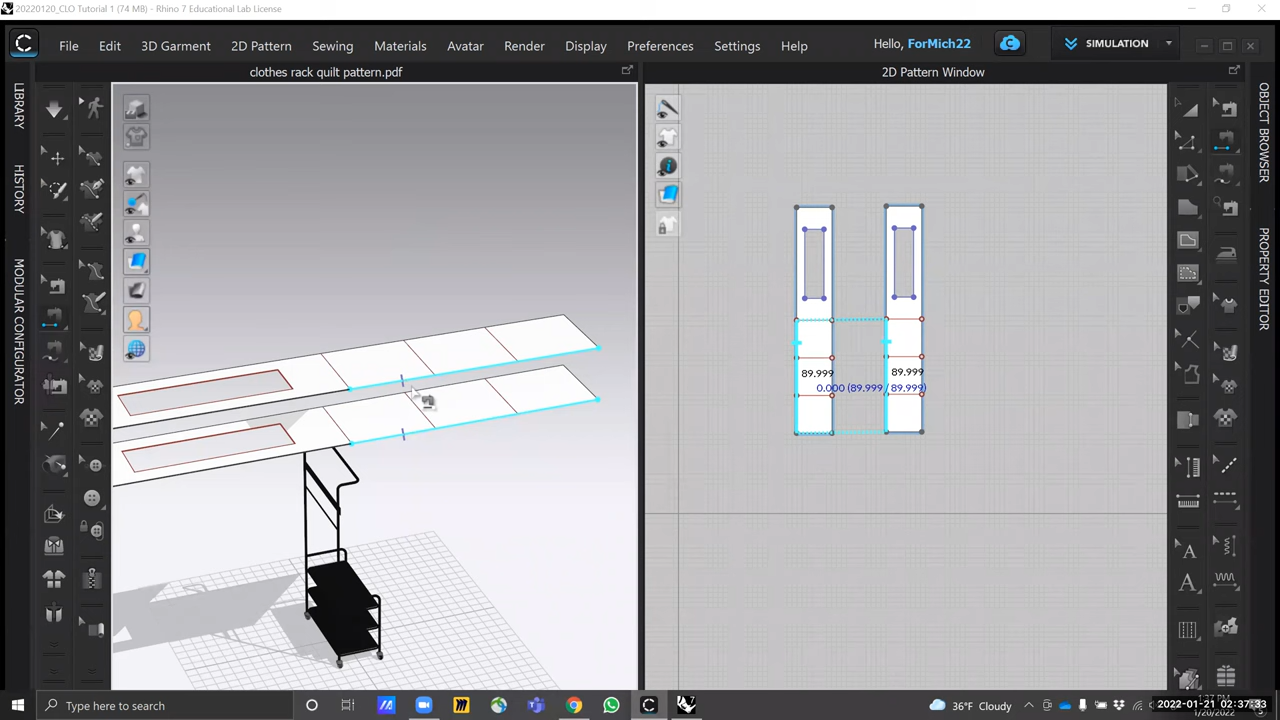 20220120_CLO Tutorial 1 (74 MB) - Rhino 7 Educational Lab License
File Edit 3D Garment 2D Pattern Sewing Materials Avatar Render Display Preferences Settings Help Hello, ForMich22 SIMULATION
clothes rack quilt pattern.pdf
2D Pattern Window
LIBRARY
HISTORY
MODULAR CONFIGURATOR
89.999
89.999
0.000 (89.999 / 89.999)
OBJECT BROWSER
PROPERTY EDITOR
Type here to search
36°F Cloudy
2022-01-21 02:37:33